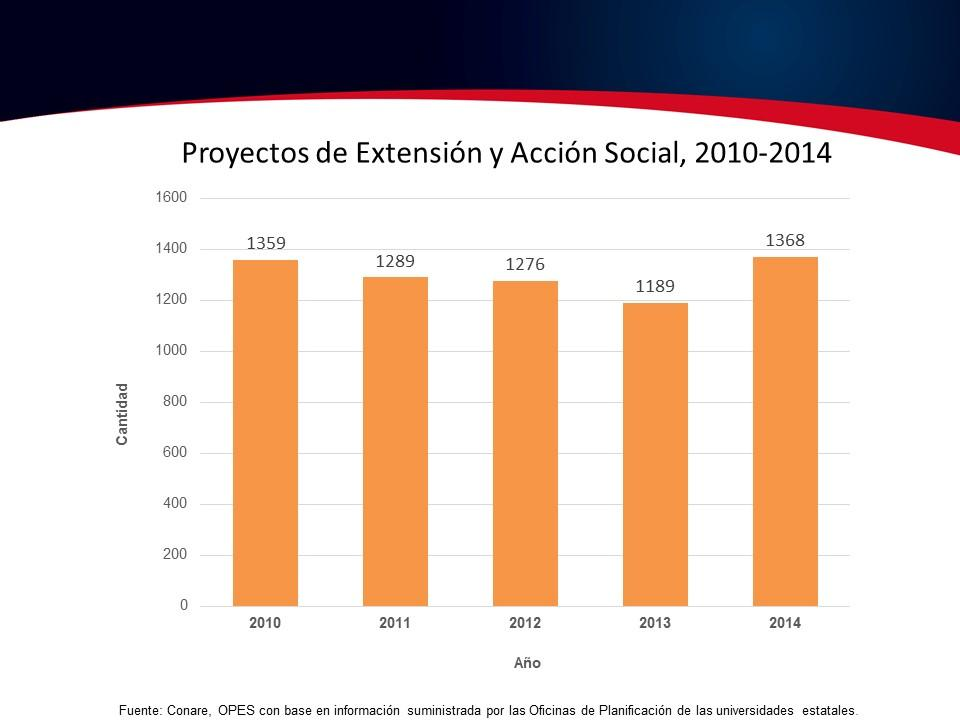 Proyectos de Extensión y Acción Social, 2010-2014
1600
1400
1200
1000
800
600
400
200
0
Cantidad
1359
1289
1276
1189
1368
2010 2011 2012 2013 2014
Año
Fuente: Conare, OPES con base en información suministrada por las Oficinas de Planificación de las universidades estatales.